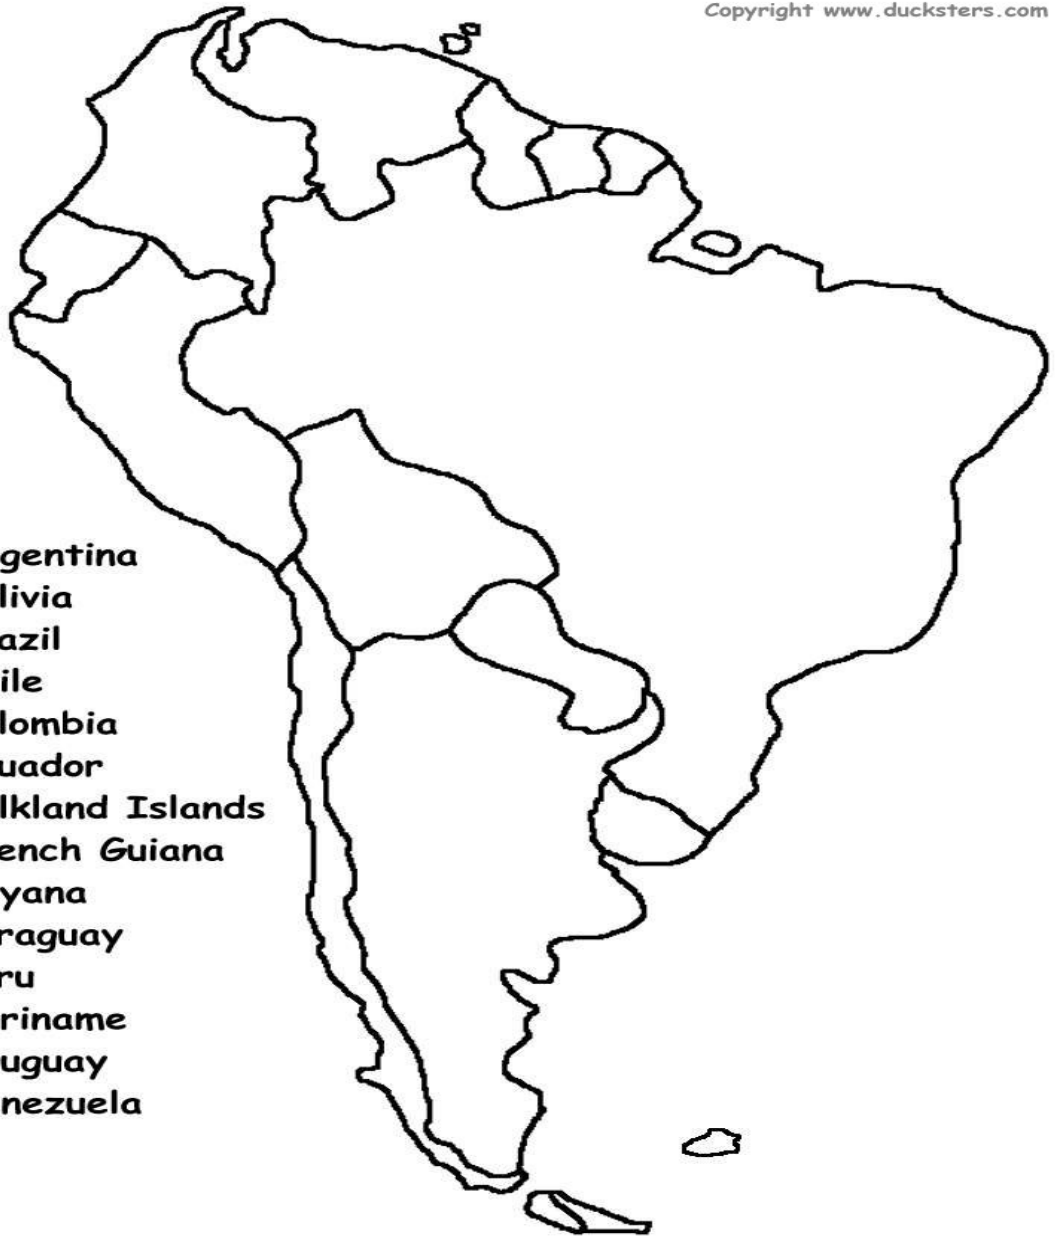 Copyright www.ducksters.com
gentina
livia
azil
ile
lombia
uador
lkland Islands
ench Guiana
yana
raguay
ru
riname
uguay
nezuela